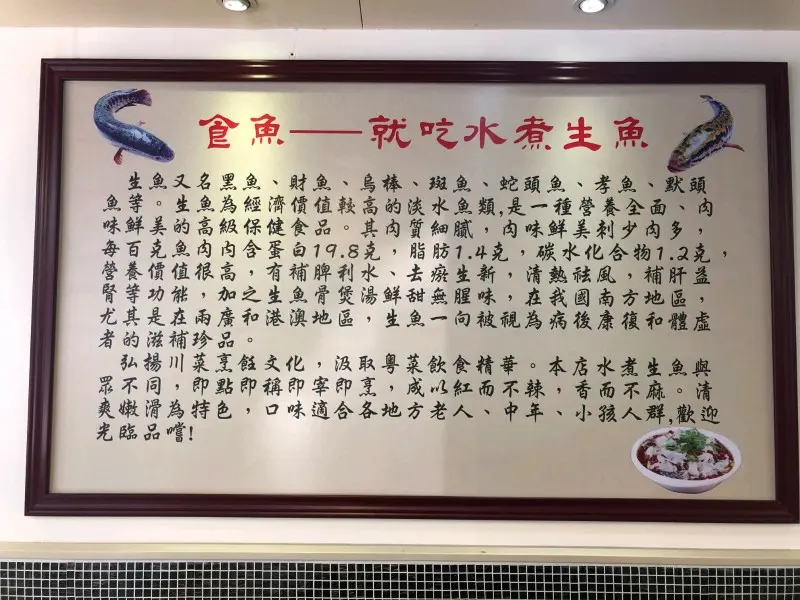 食魚——就吃水煮生魚
生魚又名黑魚、財魚、烏棒、斑魚、蛇頭魚、孝魚、默頭
魚等。生魚為經濟價值較高的淡水魚類,是一種營養全面、肉
味鮮美的高級保健食品。其肉質細膩，肉味鮮美刺少肉多，
每百克魚肉內含蛋白19.8克，脂肪1.4克，碳水化合物1.2克，
營養價值很高，有補脾利水、去瘀生新，清熱祛風，補肝益
腎等功能，加之生魚骨煲湯鮮甜無腥味，在我國南方地區，
尤其是在兩廣和港澳地區，生魚一向被視為病後康復和體虛
者的滋補珍品。
弘揚川菜烹飪文化，汲取粵菜飲食精華。本店水煮生魚與
眾不同，即點即稱即宰即烹，咸以紅而不辣，香而不麻。清
爽嫩滑為特色，口味適合各地方老人、中年、小孩人群,歡迎
光臨品嚐!